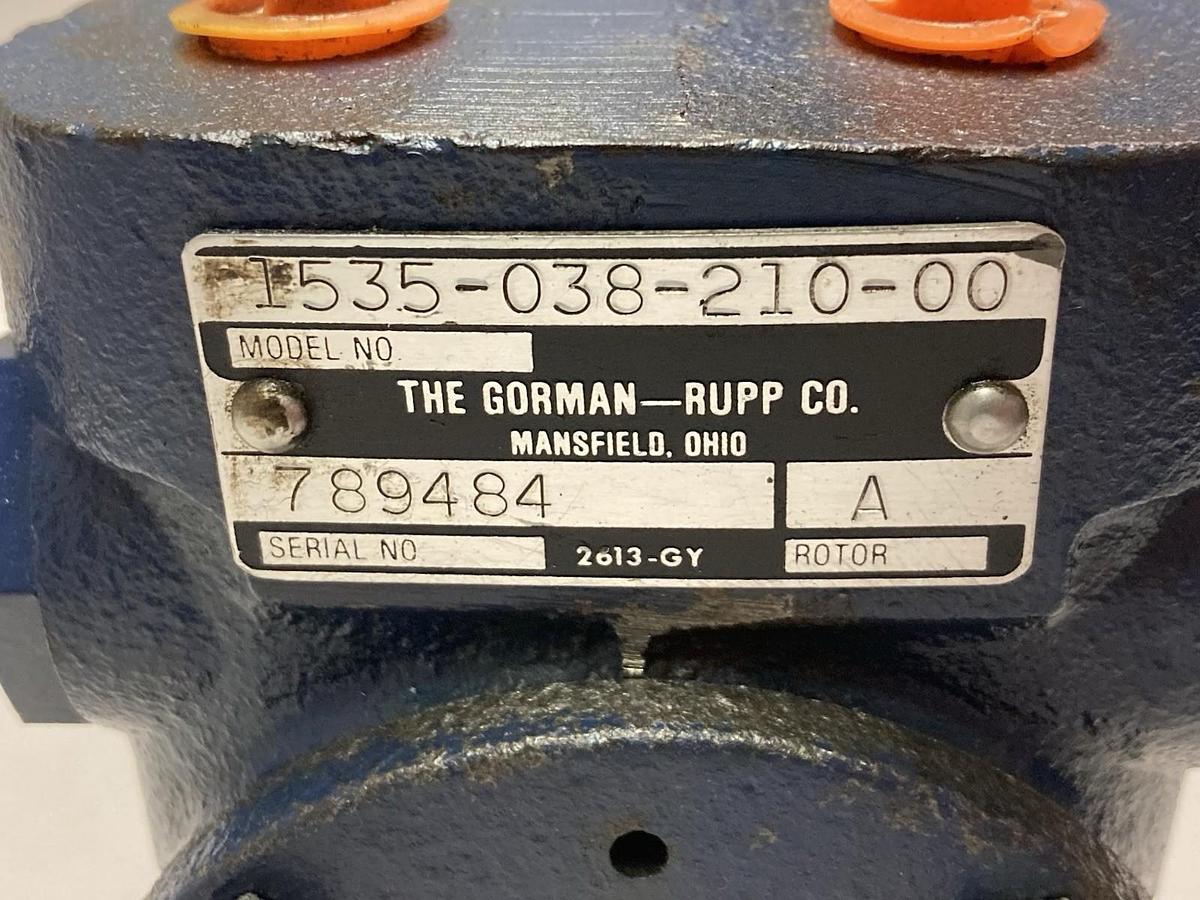 1535-038-210-00
MODEL NO.
THE GORMAN—RUPP CO.
MANSFIELD, OHIO
789484 A
SERIAL NO. 2613-GY ROTOR